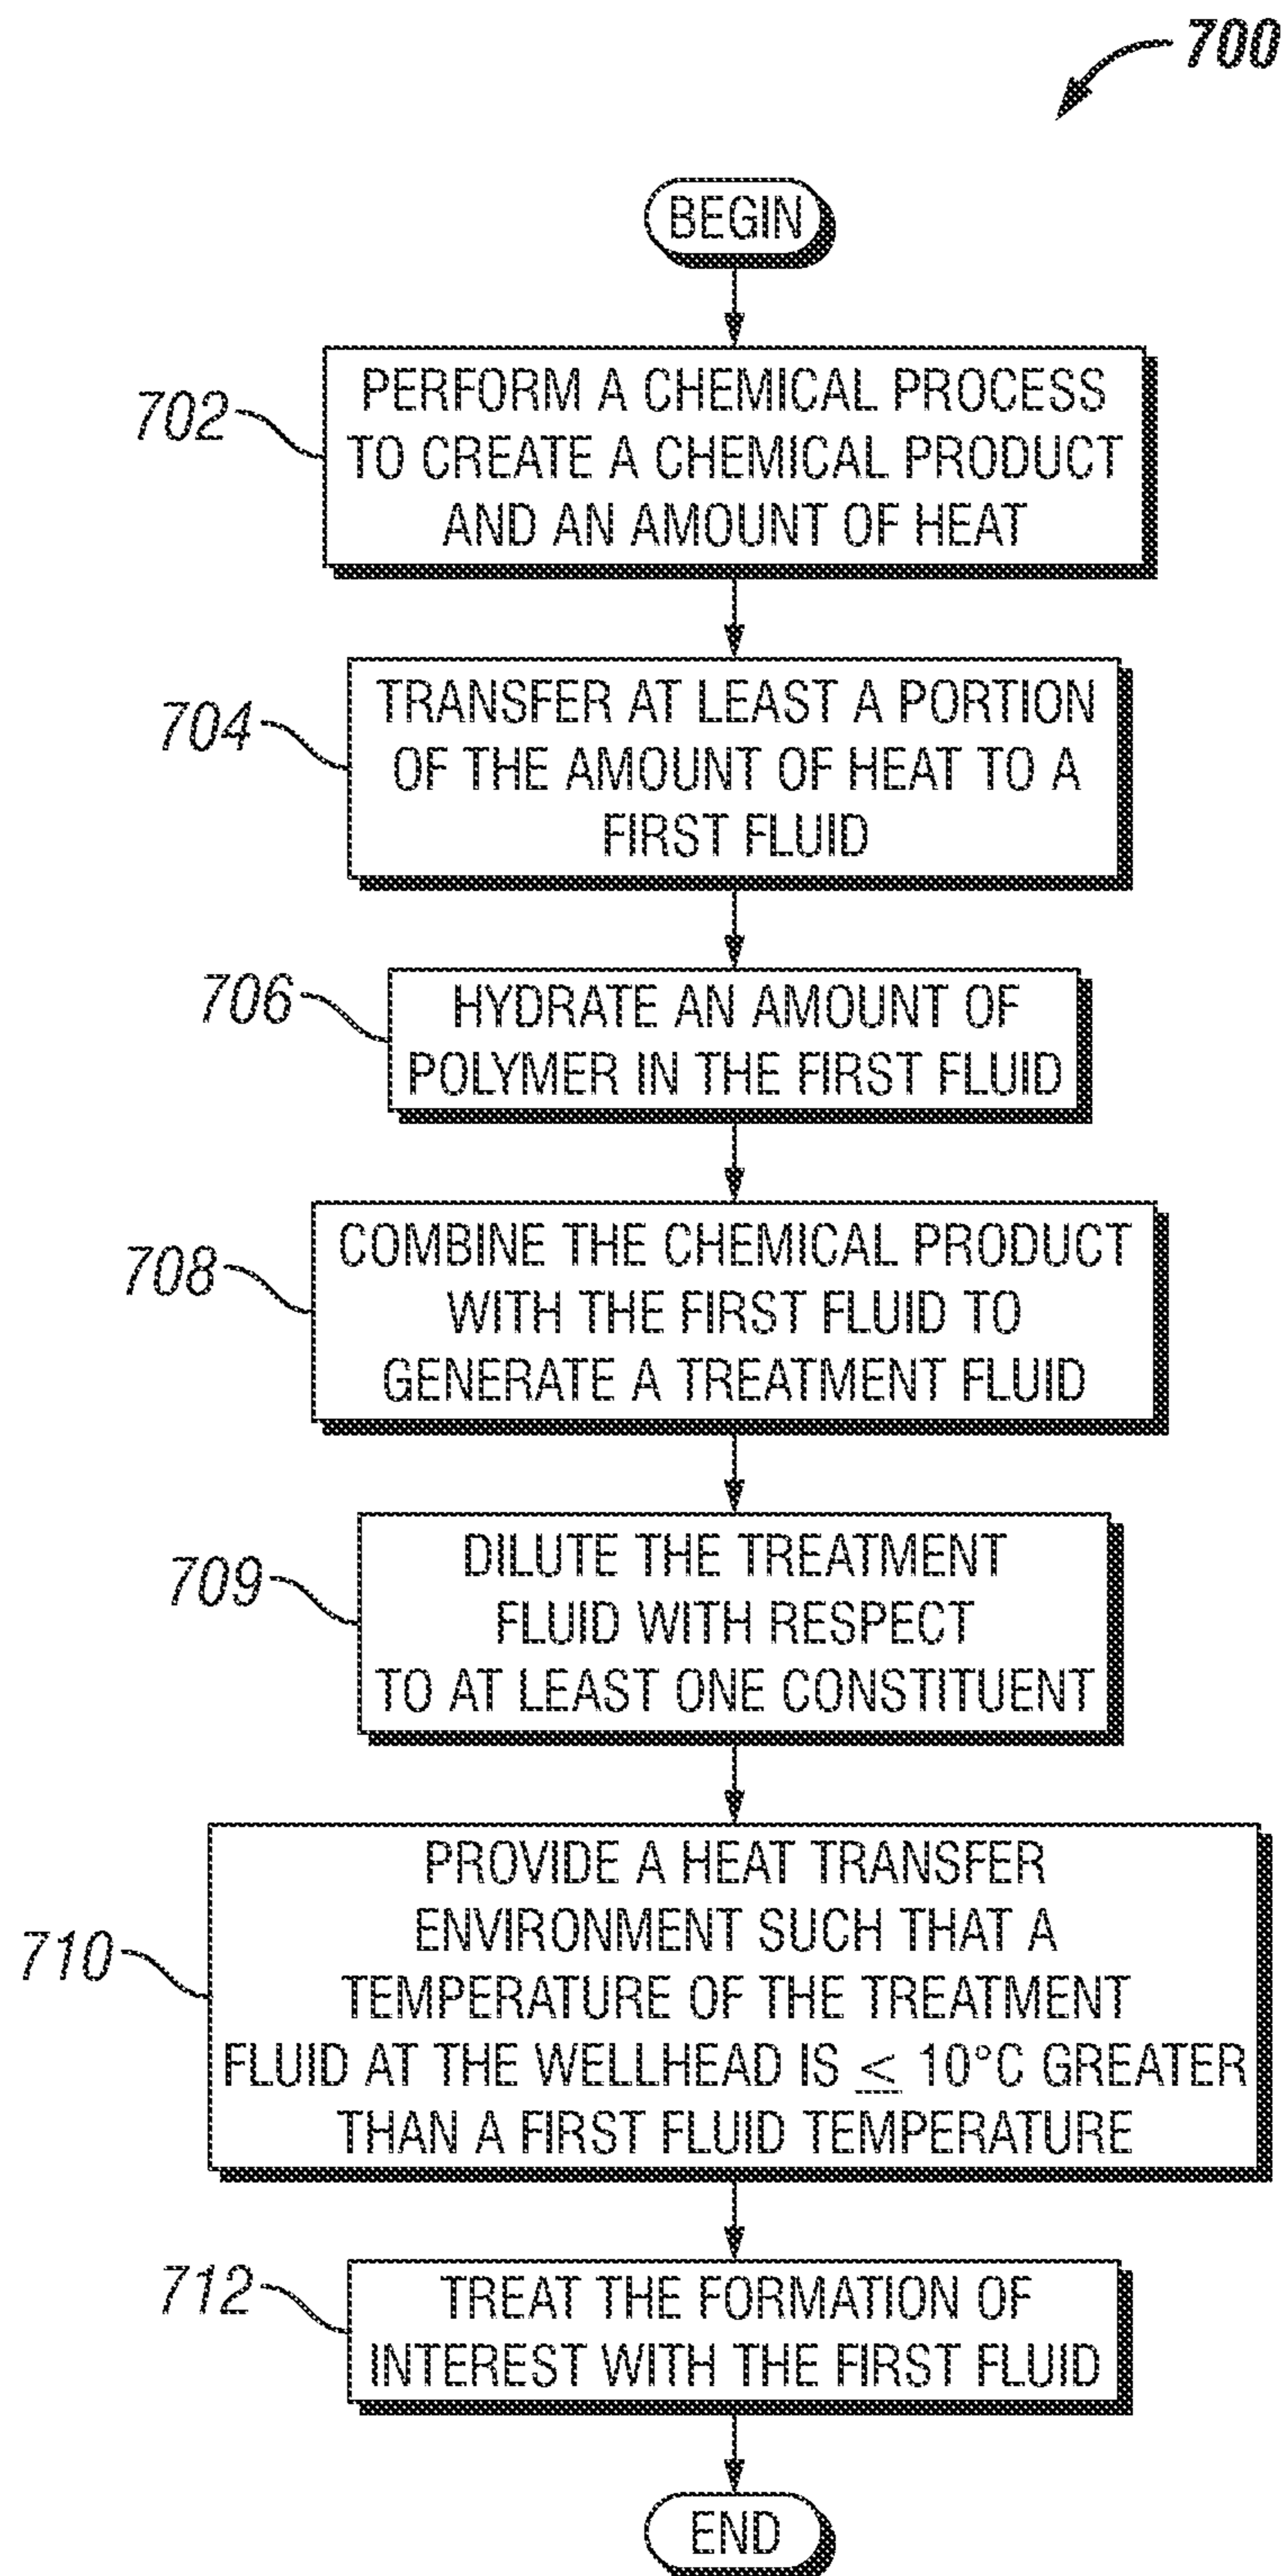 700
BEGIN
702
PERFORM A CHEMICAL PROCESS
TO CREATE A CHEMICAL PRODUCT
AND AN AMOUNT OF HEAT
704
TRANSFER AT LEAST A PORTION
OF THE AMOUNT OF HEAT TO A
FIRST FLUID
706
HYDRATE AN AMOUNT OF
POLYMER IN THE FIRST FLUID
708
COMBINE THE CHEMICAL PRODUCT
WITH THE FIRST FLUID TO
GENERATE A TREATMENT FLUID
709
DILUTE THE TREATMENT
FLUID WITH RESPECT
TO AT LEAST ONE CONSTITUENT
710
PROVIDE A HEAT TRANSFER
ENVIRONMENT SUCH THAT A
TEMPERATURE OF THE TREATMENT
FLUID AT THE WELLHEAD IS ≤ 10°C GREATER
THAN A FIRST FLUID TEMPERATURE
712
TREAT THE FORMATION OF
INTEREST WITH THE FIRST FLUID
END